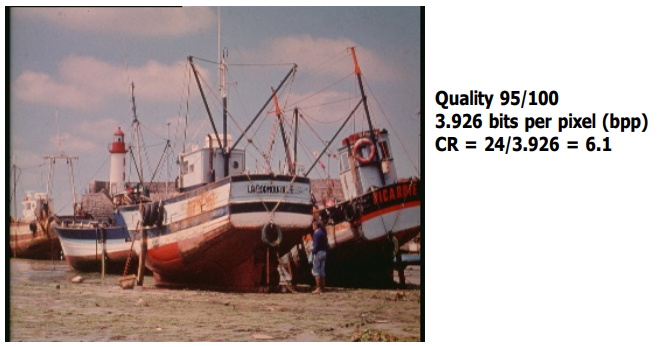 Quality 95/100
3.926 bits per pixel (bpp)
CR = 24/3.926 = 6.1